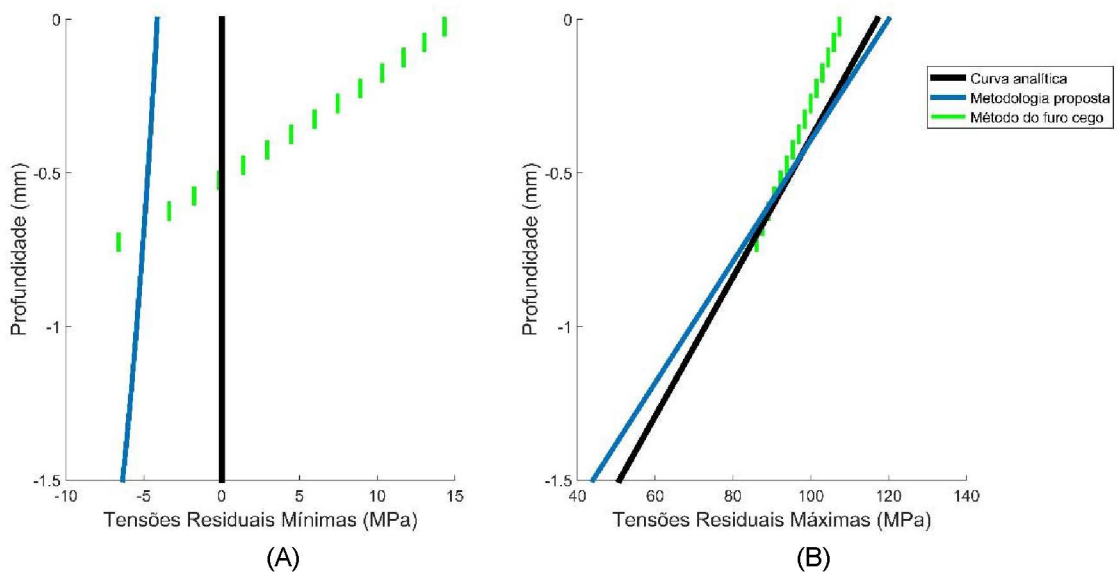 0
-0.5
-1
-1.5
Profundidade (mm)
-10
-5
0
5
10
15
Tensões Residuais Mínimas (MPa)
(A)
0
-0.5
-1
-1.5
Profundidade (mm)
40
60
80
100
120
140
Tensões Residuais Máximas (MPa)
(B)
Curva analítica
Metodologia proposta
Método do furo cego